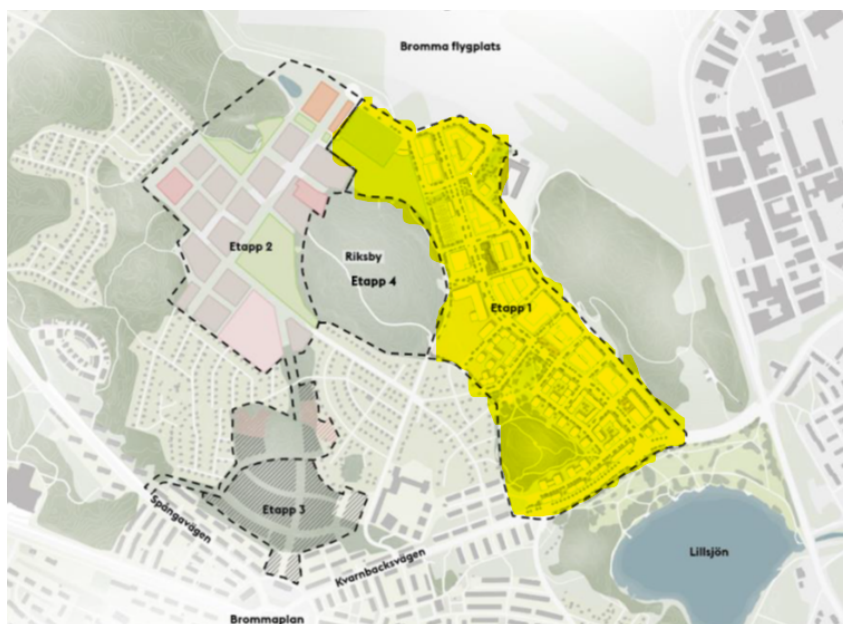 Bromma flygplats
Etapp 2
Riksby
Etapp 4
Etapp 1
Etapp 3
Spångavägen
Kvarnbacksvägen
Lillsjön
Brommaplan